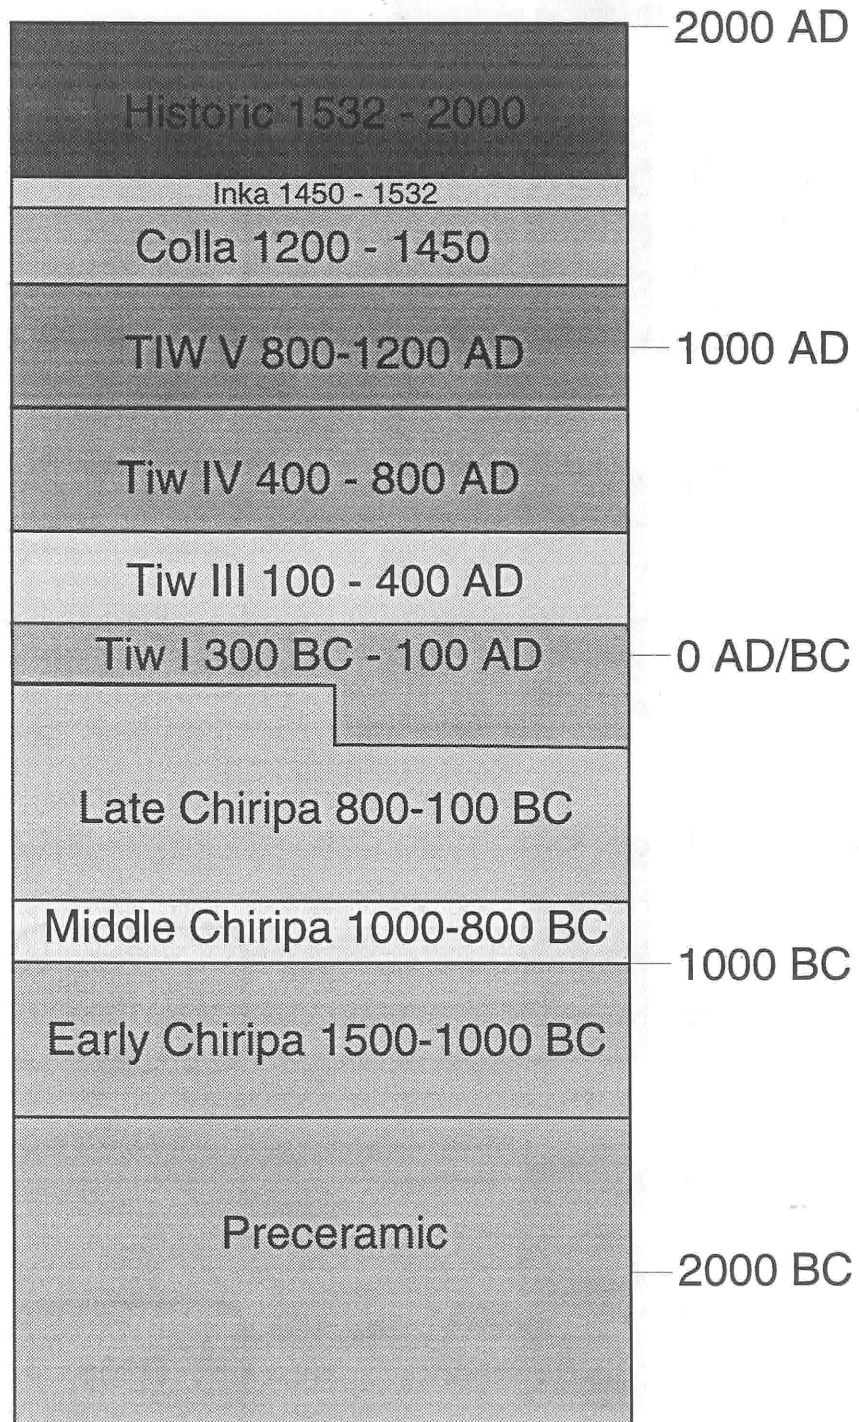 2000 AD
Historic 1532 - 2000
Inka 1450 - 1532
Colla 1200 - 1450
TIW V 800-1200 AD
1000 AD
Tiw IV 400 - 800 AD
Tiw III 100 - 400 AD
Tiw I 300 BC - 100 AD
0 AD/BC
Late Chiripa 800-100 BC
Middle Chiripa 1000-800 BC
1000 BC
Early Chiripa 1500-1000 BC
Preceramic
2000 BC